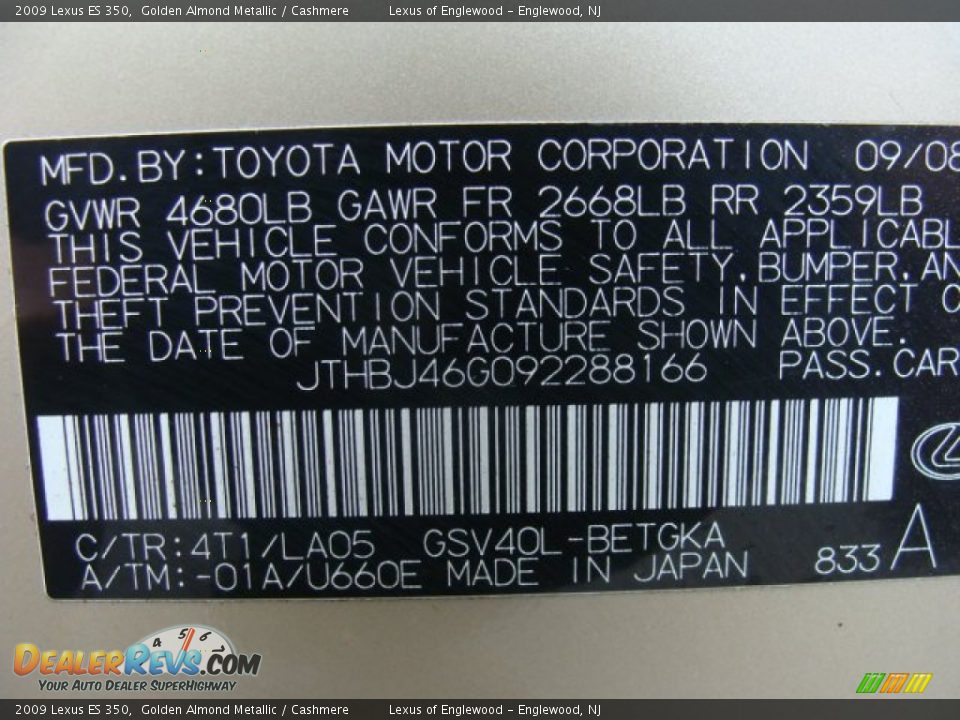 2009 Lexus ES 350, Golden Almond Metallic / Cashmere Lexus of Englewood - Englewood, NJ
MFD.BY:TOYOTA MOTOR CORPORATION 09/08
GVWR 4680LB GAWR FR 2668LB RR 2359LB
THIS VEHICLE CONFORMS TO ALL APPLICABL
FEDERAL MOTOR VEHICLE SAFETY,BUMPER,AN
THEFT PREVENTION STANDARDS IN EFFECT O
THE DATE OF MANUFACTURE SHOWN ABOVE.
JTHBJ46G092288166 PASS.CAR
C/TR:4T1/LA05 GSV40L-BETGKA
A/TM:-01A/U660E MADE IN JAPAN 833 A
4 5 6
DEALERREVS.COM
YOUR AUTO DEALER SUPERHIGHWAY
2009 Lexus ES 350, Golden Almond Metallic / Cashmere Lexus of Englewood - Englewood, NJ